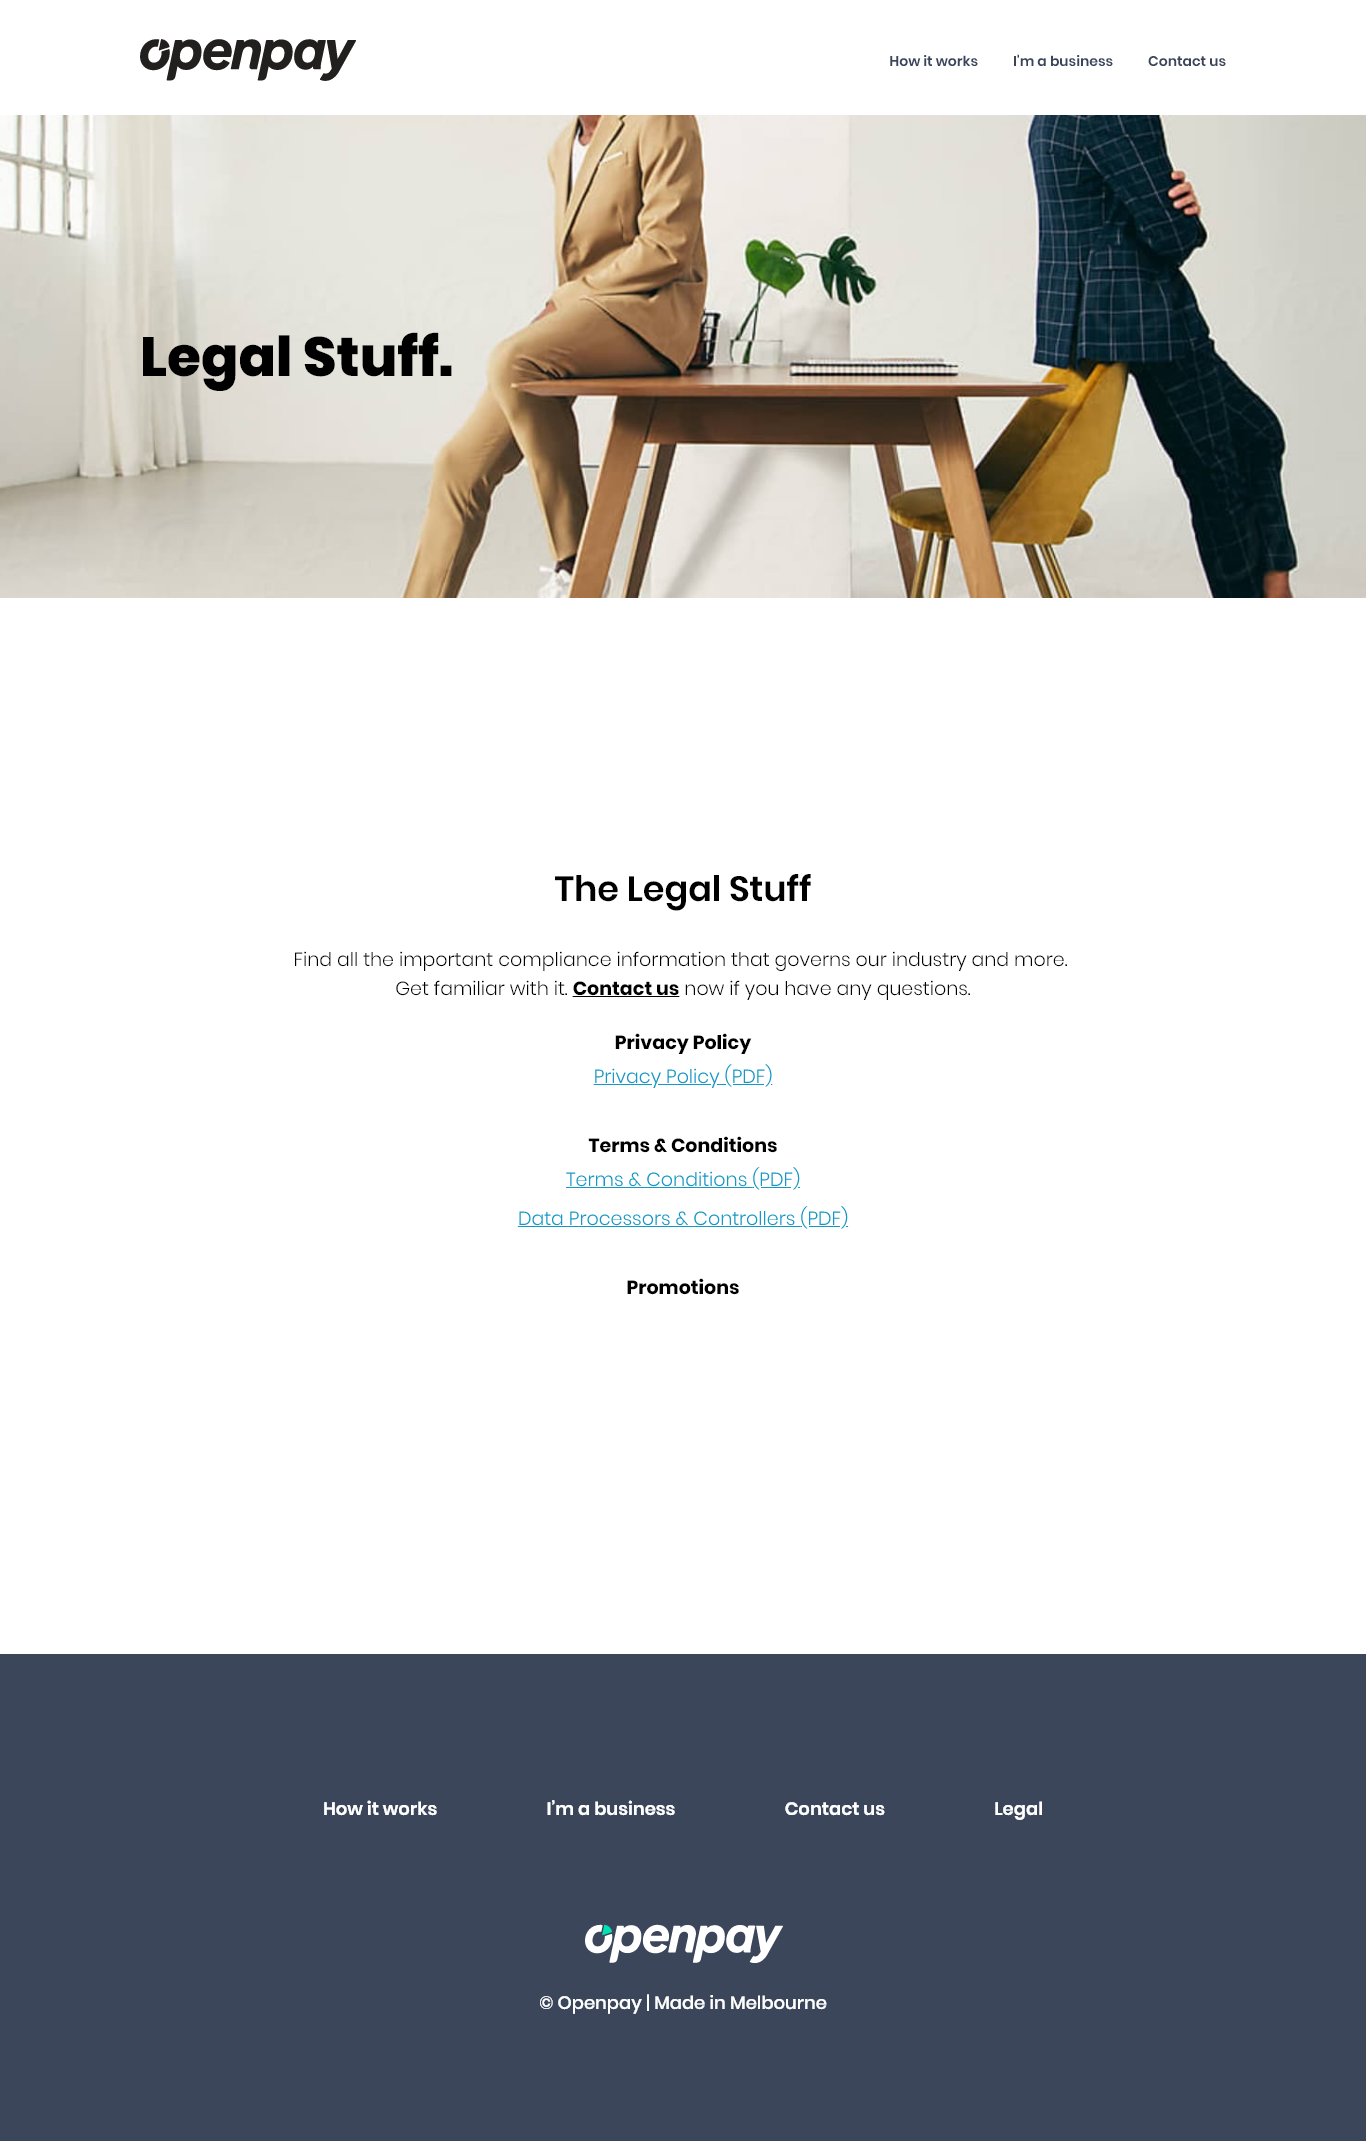 openpay
How it works
I'm a business
Contact us
Legal Stuff.
The Legal Stuff
Find all the important compliance information that governs our industry and more.
Get familiar with it. Contact us now if you have any questions.
Privacy Policy
Privacy Policy (PDF)
Terms & Conditions
Terms & Conditions (PDF)
Data Processors & Controllers (PDF)
Promotions
How it works
I'm a business
Contact us
Legal
openpay
© Openpay | Made in Melbourne